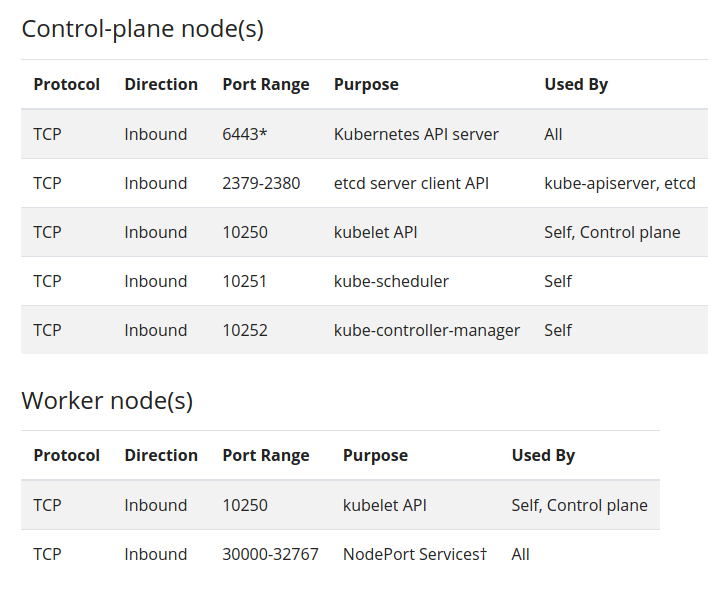 Control-plane node(s)
Protocol Direction Port Range Purpose Used By
TCP Inbound 6443* Kubernetes API server All
TCP Inbound 2379-2380 etcd server client API kube-apiserver, etcd
TCP Inbound 10250 kubelet API Self, Control plane
TCP Inbound 10251 kube-scheduler Self
TCP Inbound 10252 kube-controller-manager Self
Worker node(s)
Protocol Direction Port Range Purpose Used By
TCP Inbound 10250 kubelet API Self, Control plane
TCP Inbound 30000-32767 NodePort Services† All